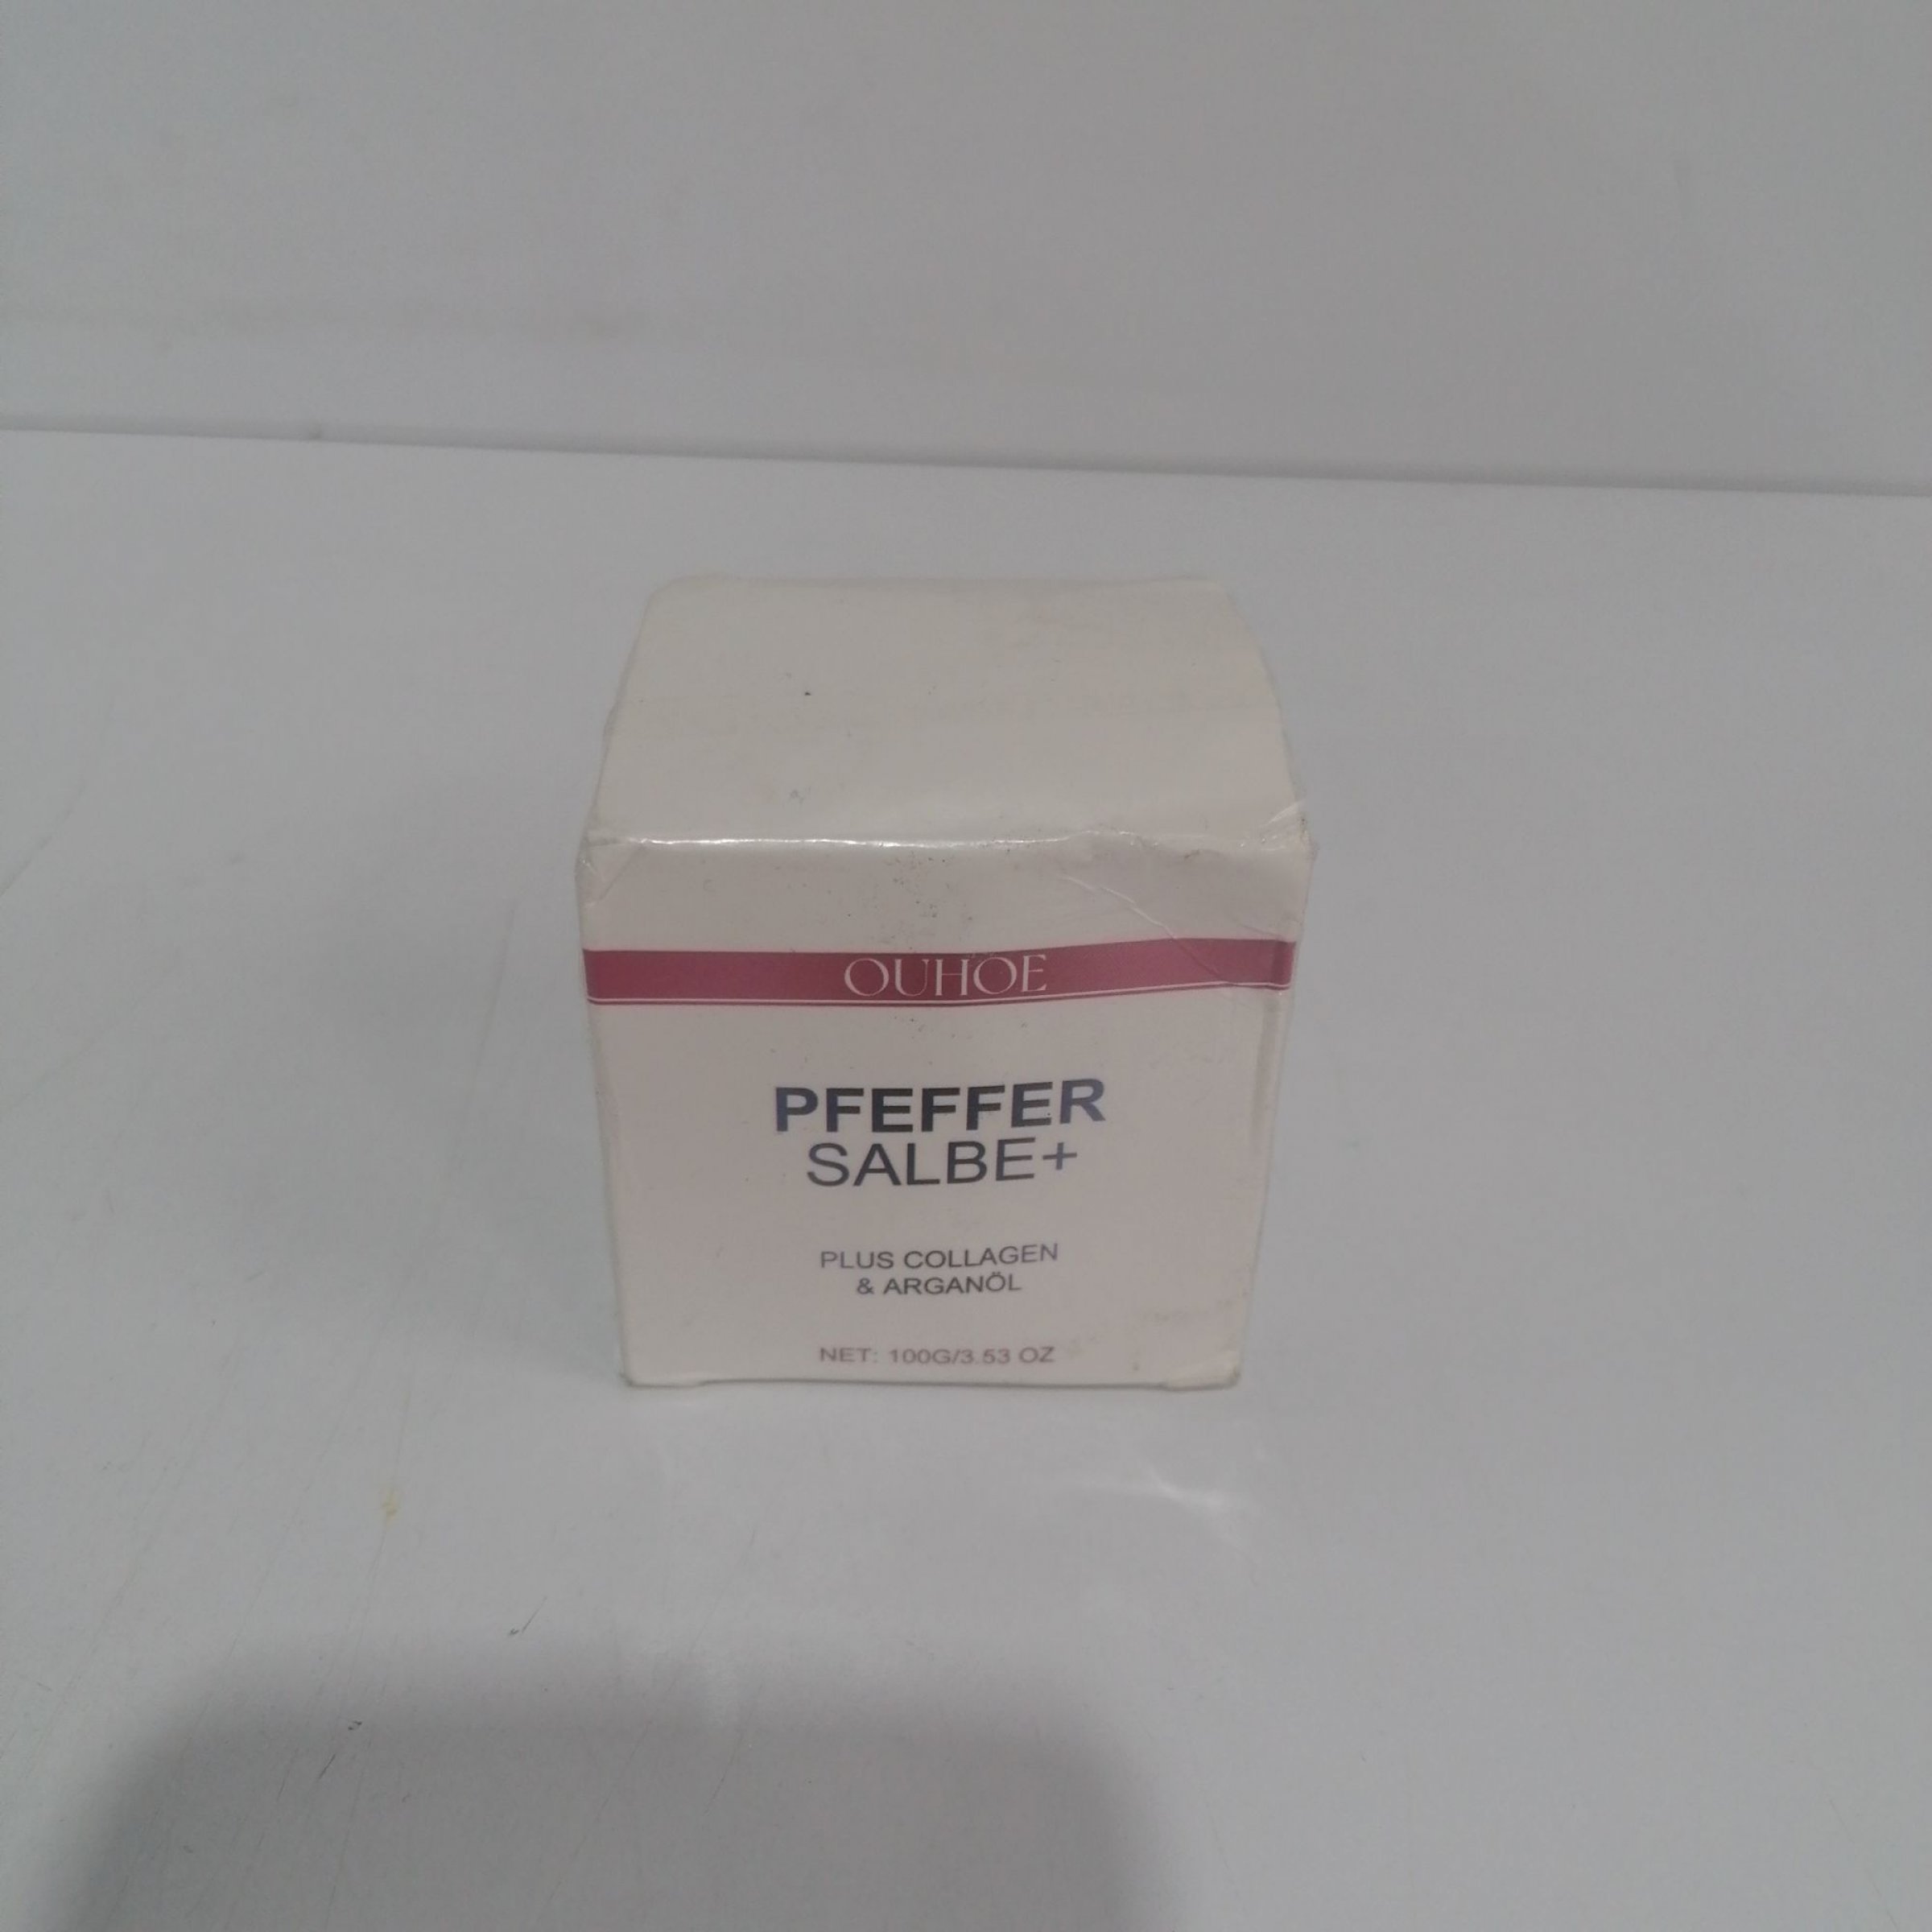 OUHOE
PFEFFER
SALBE+
PLUS COLLAGEN
& ARGANÖL
NET: 100G/3.53 OZ